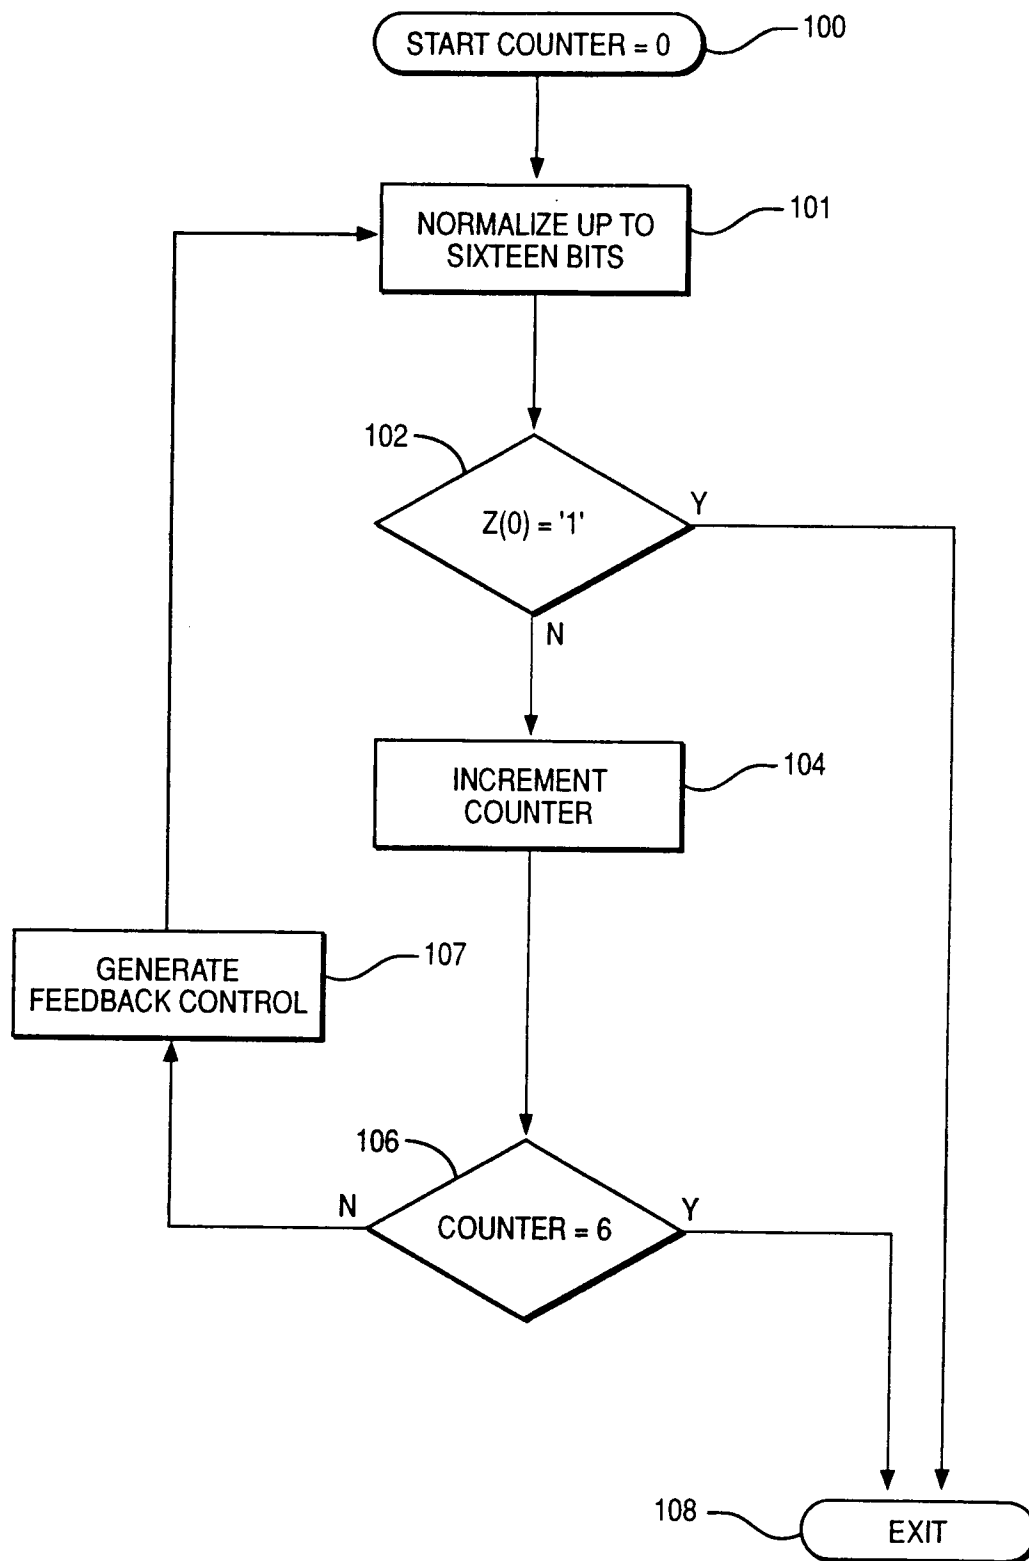 START COUNTER = 0
100
NORMALIZE UP TO
SIXTEEN BITS
101
102
Z(0) = '1'
Y
N
INCREMENT
COUNTER
104
GENERATE
FEEDBACK CONTROL
107
106
N
COUNTER = 6
Y
108
EXIT